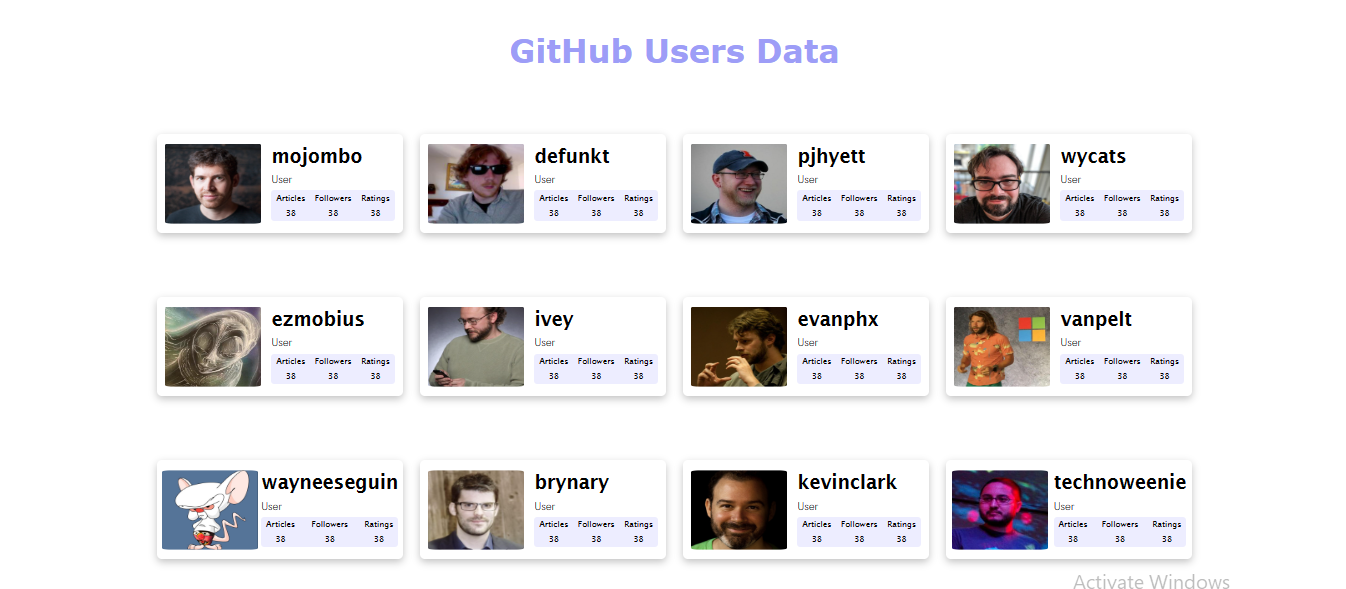 GitHub Users Data
mojombo
User
Articles Followers Ratings
38 38 38
defunkt
User
Articles Followers Ratings
38 38 38
pjhyett
User
Articles Followers Ratings
38 38 38
wycats
User
Articles Followers Ratings
38 38 38
ezmobius
User
Articles Followers Ratings
38 38 38
ivey
User
Articles Followers Ratings
38 38 38
evanphx
User
Articles Followers Ratings
38 38 38
vanpelt
User
Articles Followers Ratings
38 38 38
wayneeseguin
User
Articles Followers Ratings
38 38 38
brynary
User
Articles Followers Ratings
38 38 38
kevinclark
User
Articles Followers Ratings
38 38 38
technoweenie
User
Articles Followers Ratings
38 38 38
Activate Windows